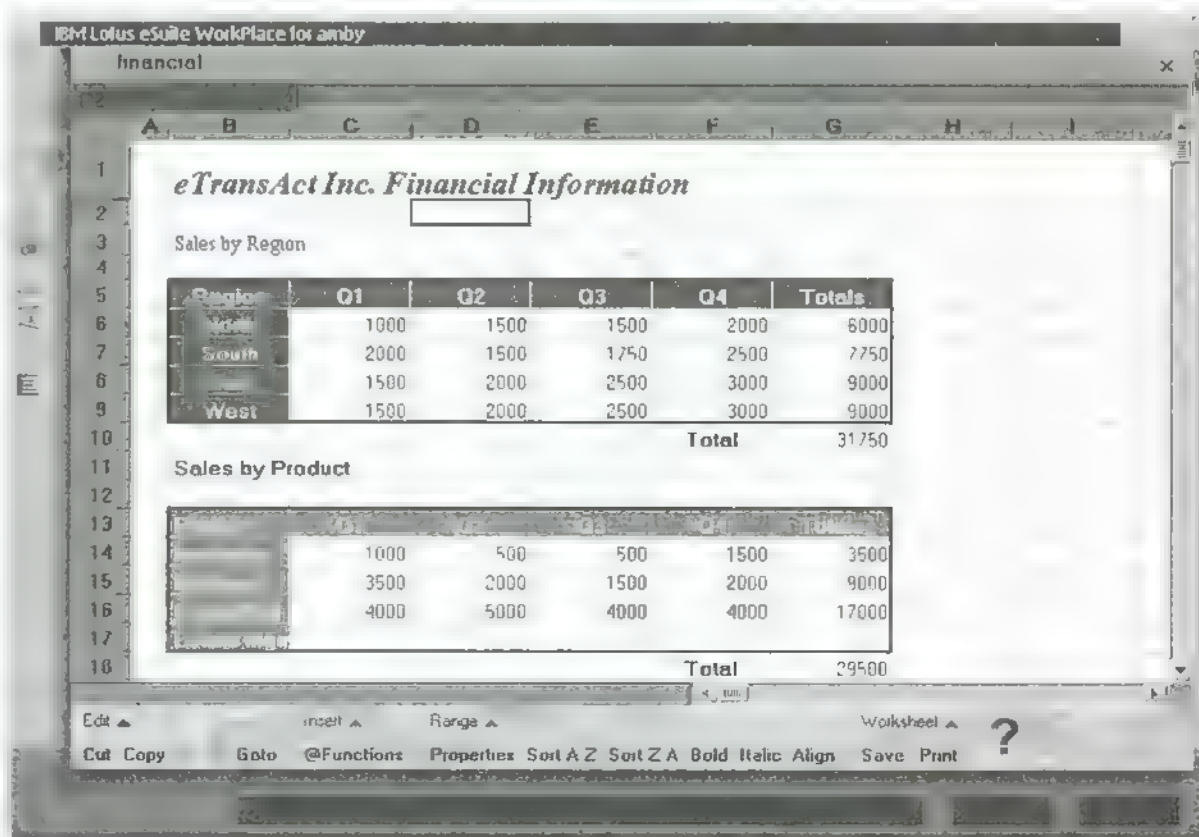 IBM Lotus eSuite WorkPlace for amby
financial
A B C D E F G H I
1 eTransAct Inc. Financial Information
2
3 Sales by Region
4
5 Region Q1 Q2 Q3 Q4 Totals
6 1000 1500 1500 2000 6000
7 South 2000 1500 1750 2500 7750
8 1500 2000 2500 3000 9000
9 West 1500 2000 2500 3000 9000
10 Total 31750
11 Sales by Product
12
13
14 1000 500 500 1500 3500
15 3500 2000 1500 2000 9000
16 4000 5000 4000 4000 17000
17
18 Total 29500
Edit Insert Range Worksheet ?
Cut Copy Goto @Functions Properties Sort A Z Sort Z A Bold Italic Align Save Print